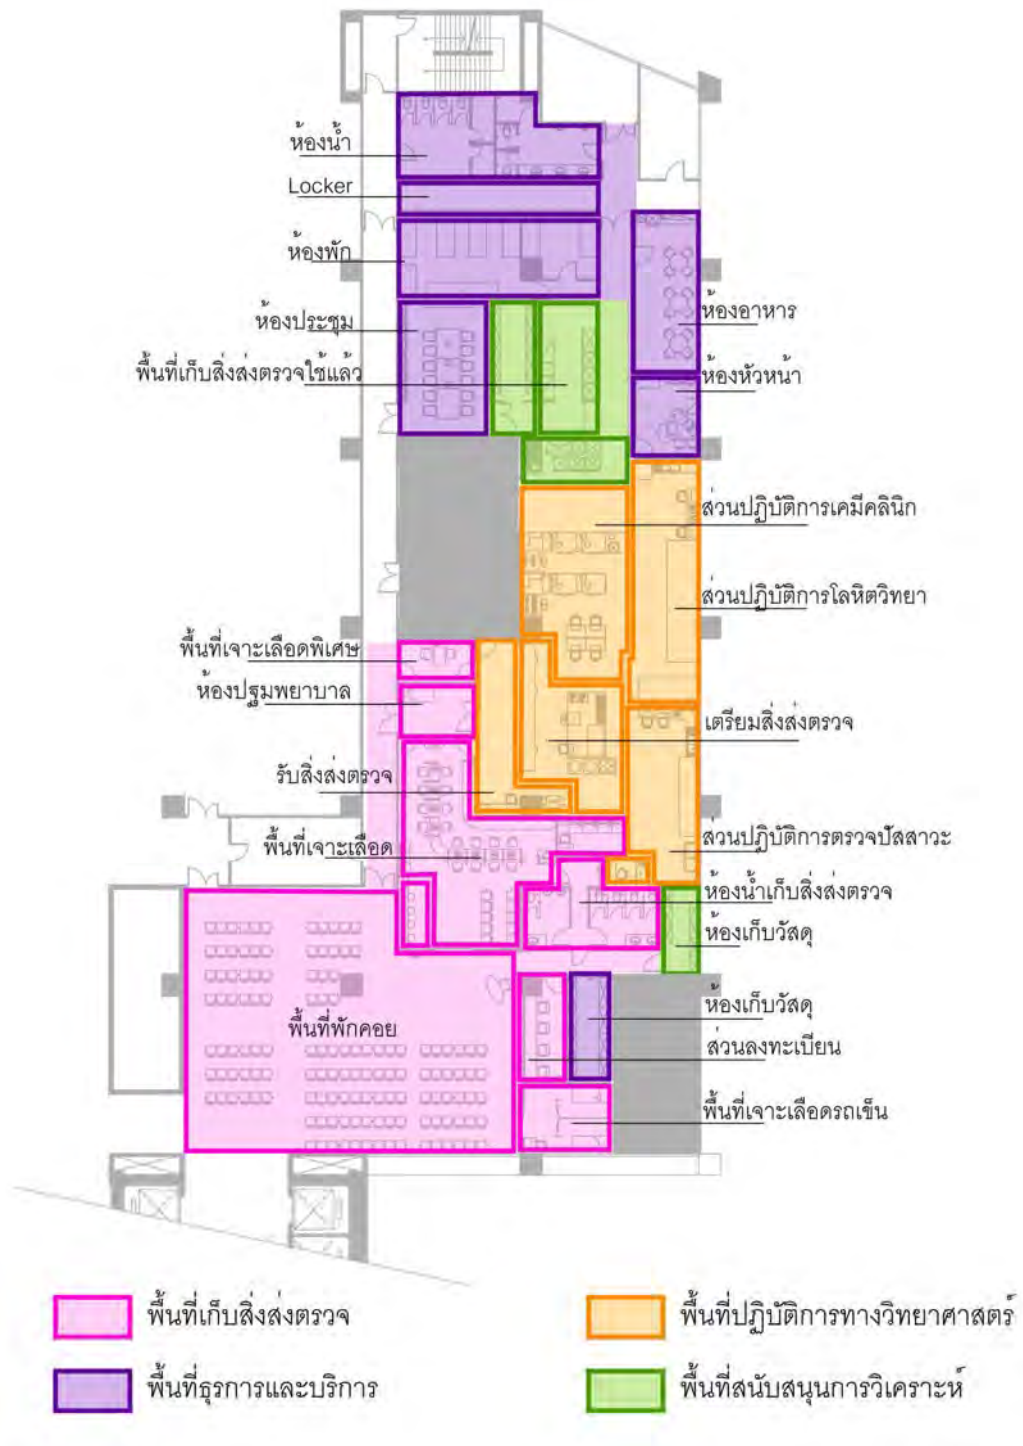 ห้องน้ำ
Locker
ห้องพัก
ห้องประชุม
ห้องอาหาร
พื้นที่เก็บสิ่งส่งตรวจใช้แล้ว
ห้องหัวหน้า
ส่วนปฏิบัติการเคมีคลินิก
ส่วนปฏิบัติการโลหิตวิทยา
พื้นที่เจาะเลือดพิเศษ
ห้องปฐมพยาบาล
เตรียมสิ่งส่งตรวจ
รับสิ่งส่งตรวจ
พื้นที่เจาะเลือด
ส่วนปฏิบัติการตรวจปัสสาวะ
ห้องน้ำเก็บสิ่งส่งตรวจ
ห้องเก็บวัสดุ
ห้องเก็บวัสดุ
พื้นที่พักคอย
ส่วนลงทะเบียน
พื้นที่เจาะเลือดรถเข็น
พื้นที่เก็บสิ่งส่งตรวจ
พื้นที่ปฏิบัติการทางวิทยาศาสตร์
พื้นที่ธุรการและบริการ
พื้นที่สนับสนุนการวิเคราะห์